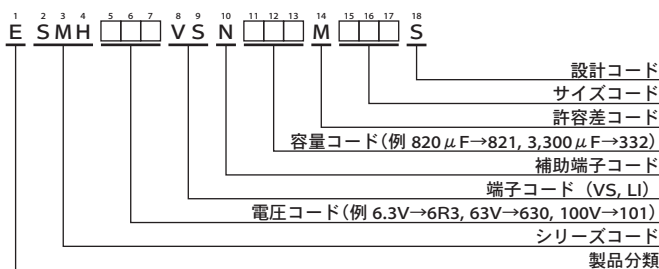 1 2 3 4 5 6 7 8 9 10 11 12 13 14 15 16 17 18
E SMH □□□ VS N □□□ M □□□ S
設計コード
サイズコード
許容差コード
容量コード(例 820μF→821, 3,300μF→332)
補助端子コード
端子コード (VS, LI)
電圧コード(例 6.3V→6R3, 63V→630, 100V→101)
シリーズコード
製品分類